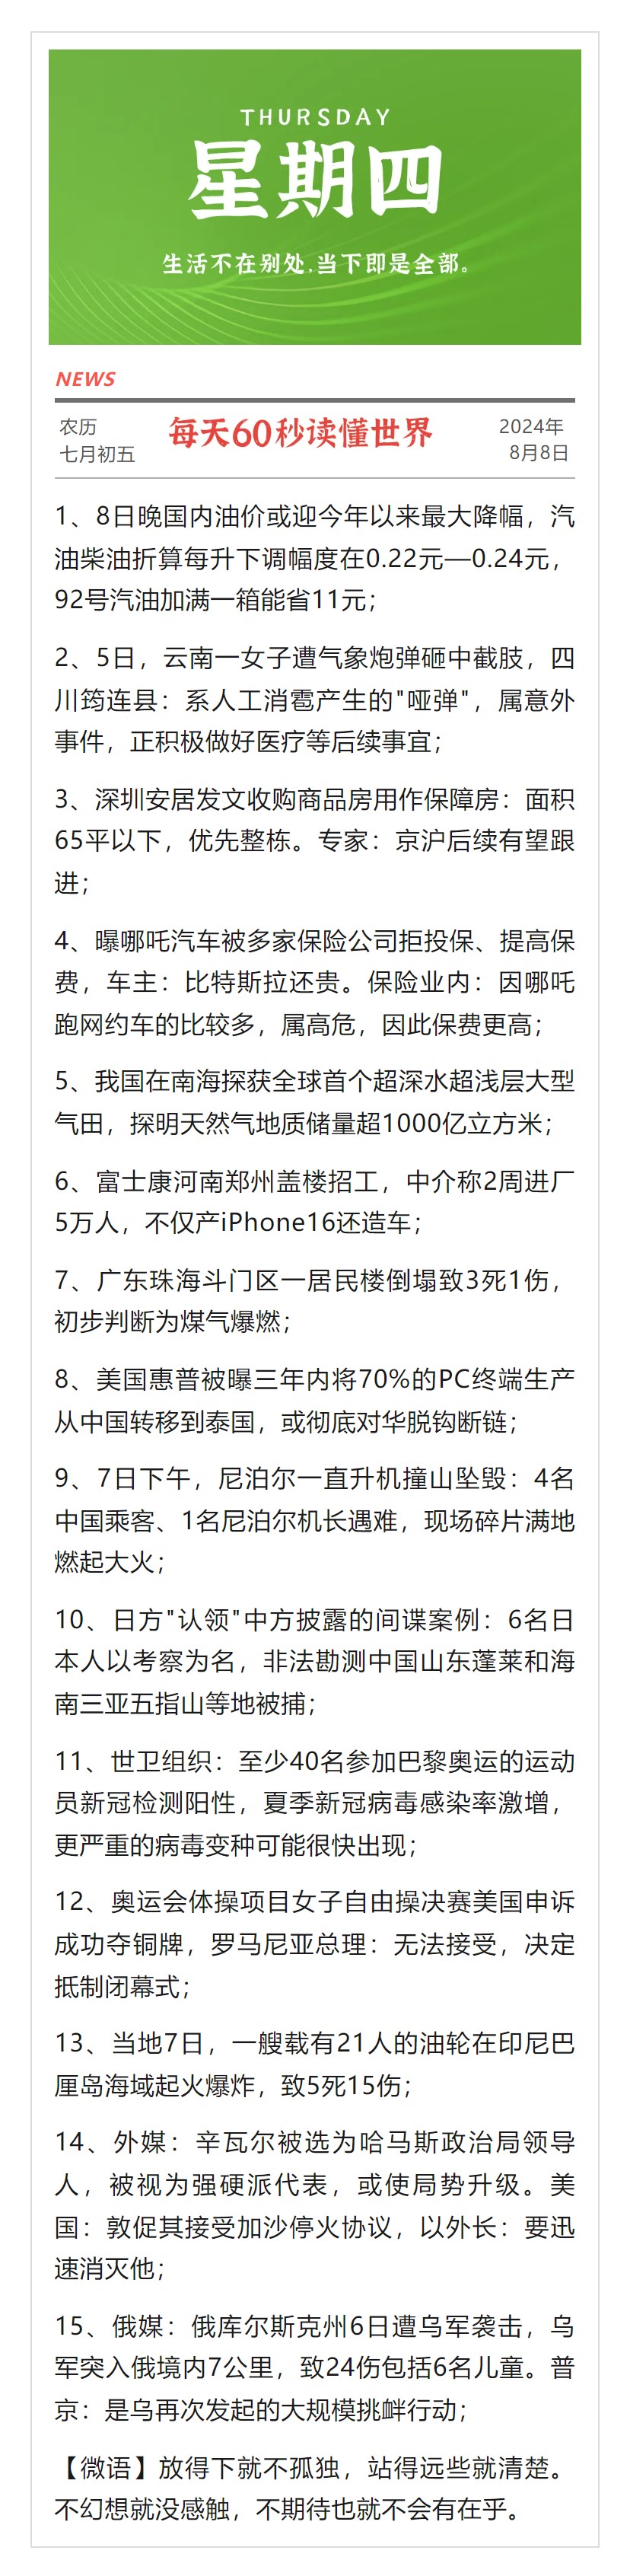 THURSDAY
星期四
生活不在别处,当下即是全部。
NEWS
农历
七月初五
每天60秒读懂世界
2024年
8月8日
1、8日晚国内油价或迎今年以来最大降幅，汽
油柴油折算每升下调幅度在0.22元—0.24元，
92号汽油加满一箱能省11元；
2、5日，云南一女子遭气象炮弹砸中截肢，四
川筠连县：系人工消雹产生的"哑弹"，属意外
事件，正积极做好医疗等后续事宜；
3、深圳安居发文收购商品房用作保障房：面积
65平以下，优先整栋。专家：京沪后续有望跟
进；
4、曝哪吒汽车被多家保险公司拒投保、提高保
费，车主：比特斯拉还贵。保险业内：因哪吒
跑网约车的比较多，属高危，因此保费更高；
5、我国在南海探获全球首个超深水超浅层大型
气田，探明天然气地质储量超1000亿立方米；
6、富士康河南郑州盖楼招工，中介称2周进厂
5万人，不仅产iPhone16还造车；
7、广东珠海斗门区一居民楼倒塌致3死1伤，
初步判断为煤气爆燃；
8、美国惠普被曝三年内将70%的PC终端生产
从中国转移到泰国，或彻底对华脱钩断链；
9、7日下午，尼泊尔一直升机撞山坠毁：4名
中国乘客、1名尼泊尔机长遇难，现场碎片满地
燃起大火；
10、日方"认领"中方披露的间谍案例：6名日
本人以考察为名，非法勘测中国山东蓬莱和海
南三亚五指山等地被捕；
11、世卫组织：至少40名参加巴黎奥运的运动
员新冠检测阳性，夏季新冠病毒感染率激增，
更严重的病毒变种可能很快出现；
12、奥运会体操项目女子自由操决赛美国申诉
成功夺铜牌，罗马尼亚总理：无法接受，决定
抵制闭幕式；
13、当地7日，一艘载有21人的油轮在印尼巴
厘岛海域起火爆炸，致5死15伤；
14、外媒：辛瓦尔被选为哈马斯政治局领导
人，被视为强硬派代表，或使局势升级。美
国：敦促其接受加沙停火协议，以外长：要迅
速消灭他；
15、俄媒：俄库尔斯克州6日遭乌军袭击，乌
军突入俄境内7公里，致24伤包括6名儿童。普
京：是乌再次发起的大规模挑衅行动；
【微语】放得下就不孤独，站得远些就清楚。
不幻想就没感触，不期待也就不会有在乎。